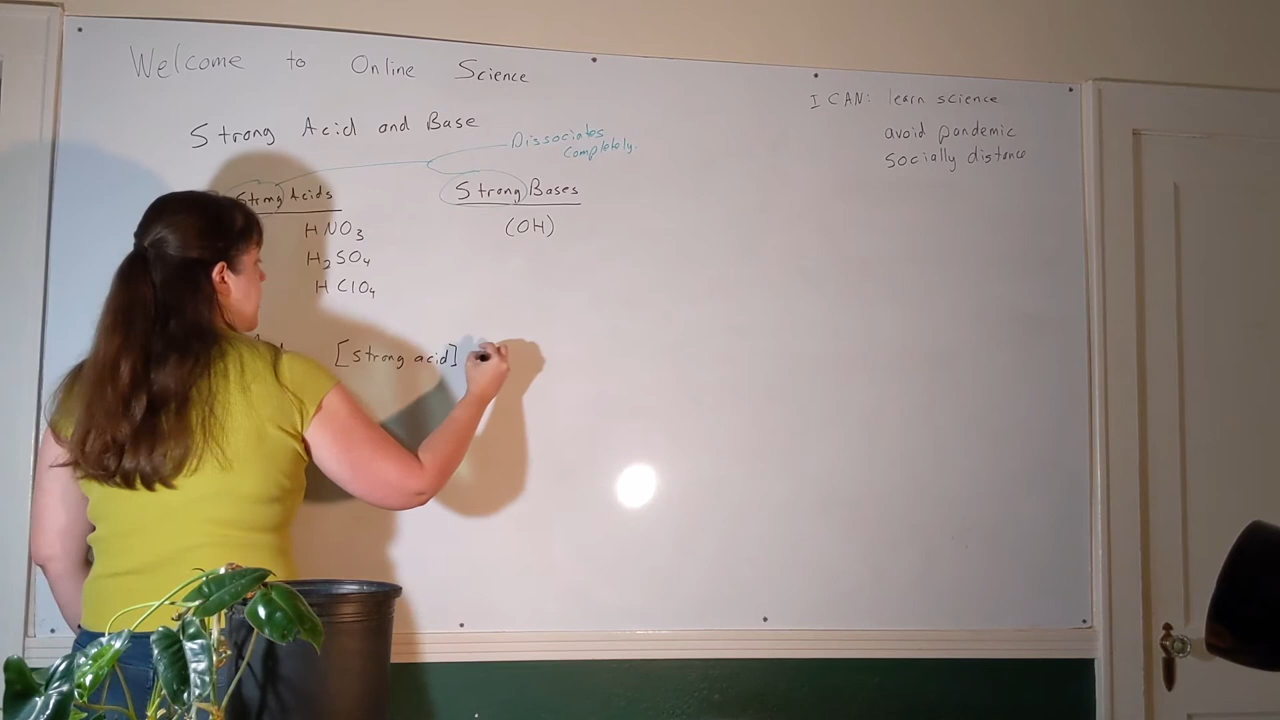 Welcome to Online Science
I CAN: learn science
avoid pandemic
socially distance
Strong Acid and Base
Dissociates
Completely.
Strong Acids
HNO3
H2SO4
HClO4
Strong Bases
(OH)
[strong acid]